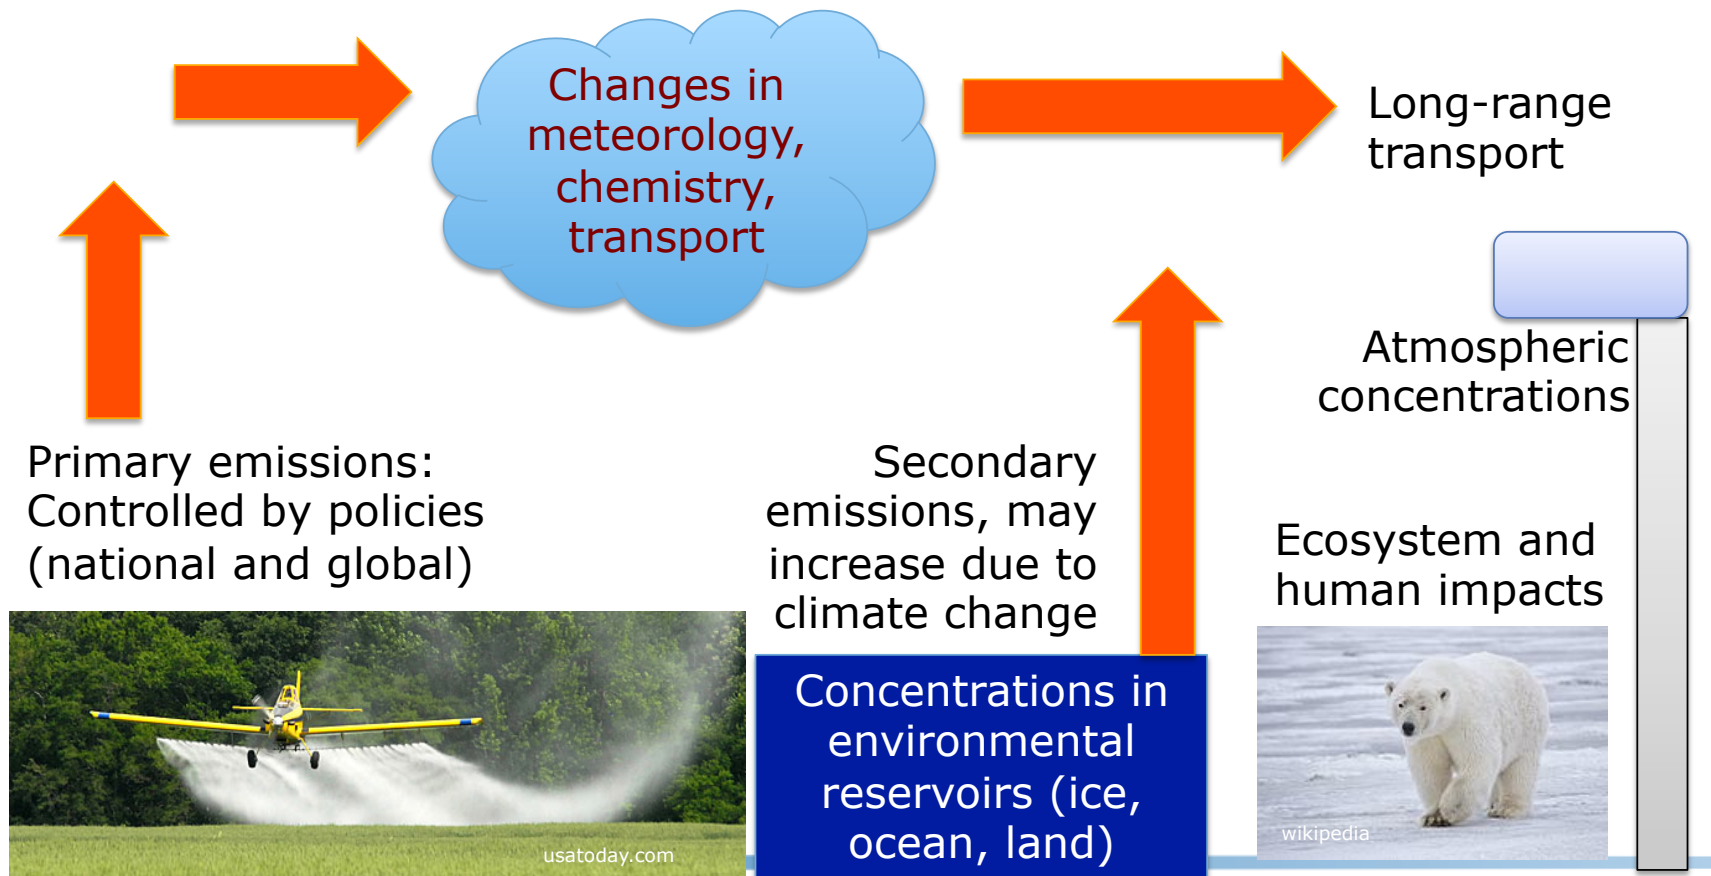 Changes in
meteorology,
chemistry,
transport
Long-range
transport
Atmospheric
concentrations
Primary emissions:
Controlled by policies
(national and global)
Secondary
emissions, may
increase due to
climate change
Ecosystem and
human impacts
Concentrations in
environmental
reservoirs (ice,
ocean, land)
usatoday.com
wikipedia